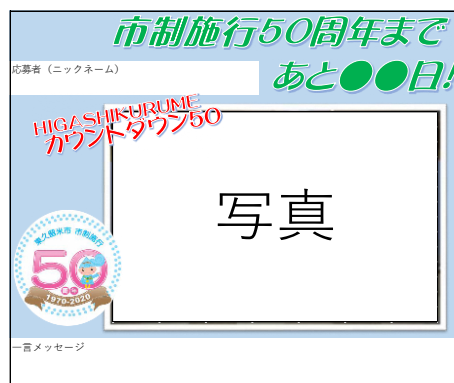 市制施行50周年まで
あと●●日!
応募者（ニックネーム）
HIGASHIKURUME
カウントダウン50
写真
東久留米市 市制施行
50
周年
1970-2020
一言メッセージ